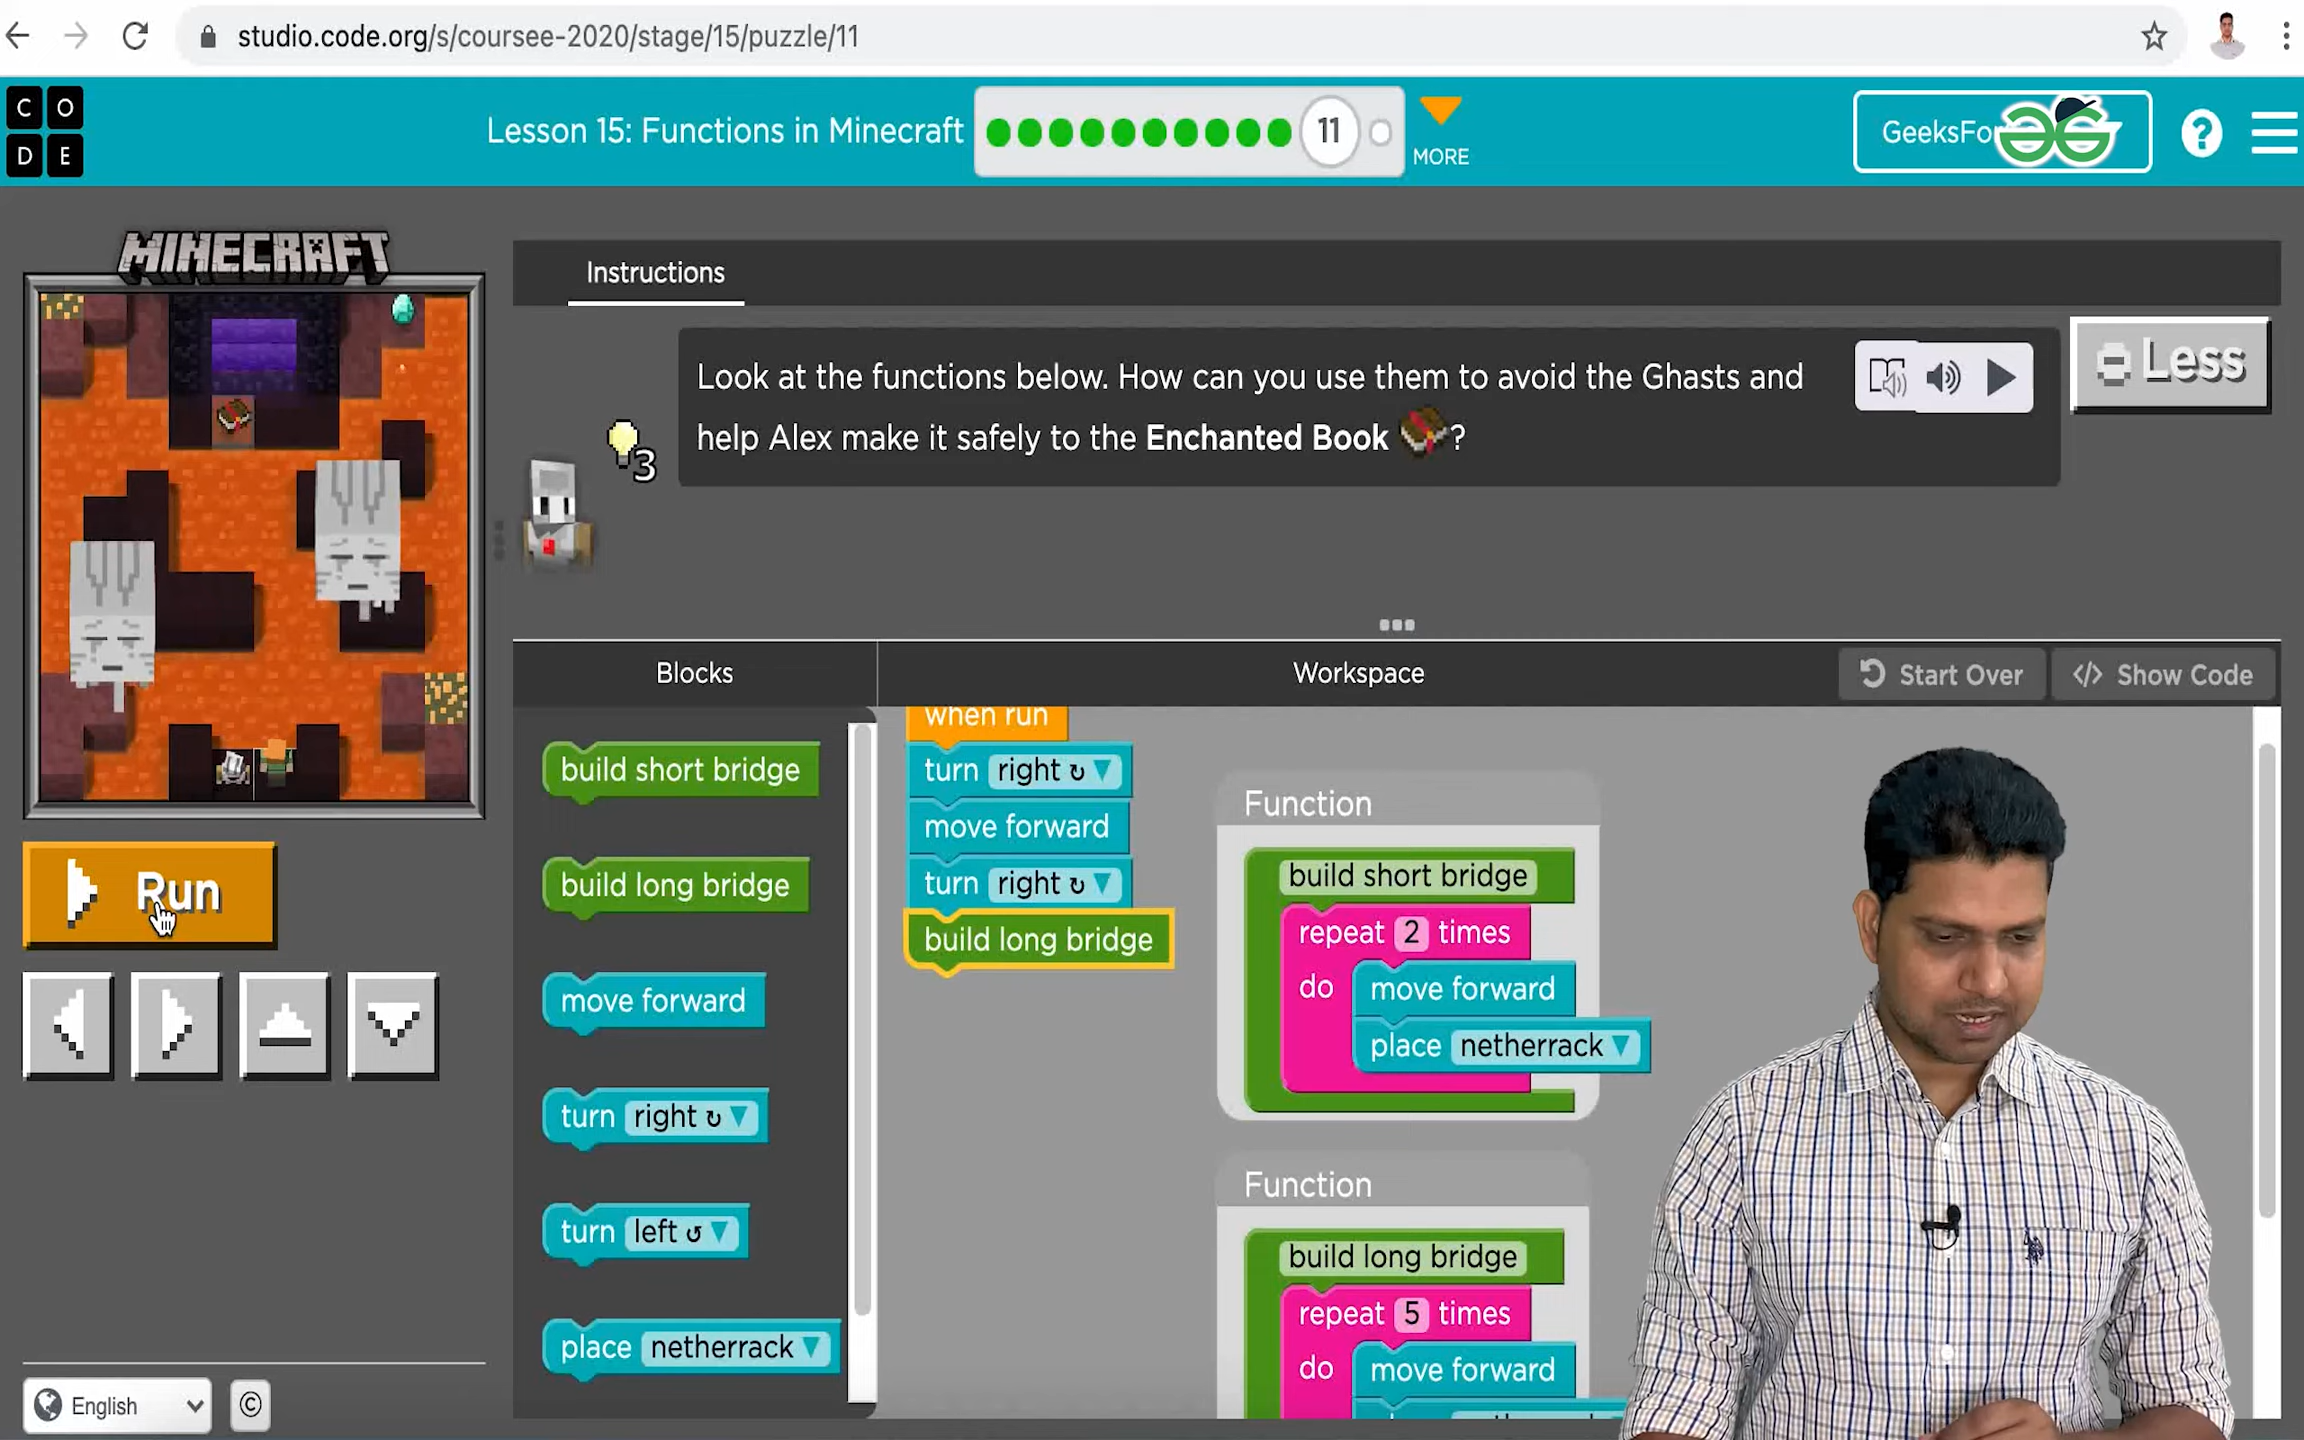 studio.code.org/s/coursee-2020/stage/15/puzzle/11
C O
D E
Lesson 15: Functions in Minecraft
11
MORE
GeeksFo
?
MINECRAFT
Instructions
Look at the functions below. How can you use them to avoid the Ghasts and
help Alex make it safely to the Enchanted Book ?
3
Less
Blocks
Workspace
Start Over
</> Show Code
build short bridge
build long bridge
move forward
turn right ↻
turn left ↺
place netherrack
when run
turn right ↻
move forward
turn right ↻
build long bridge
Function
build short bridge
repeat 2 times
do move forward
place netherrack
Function
build long bridge
repeat 5 times
do move forward
Run
English
©